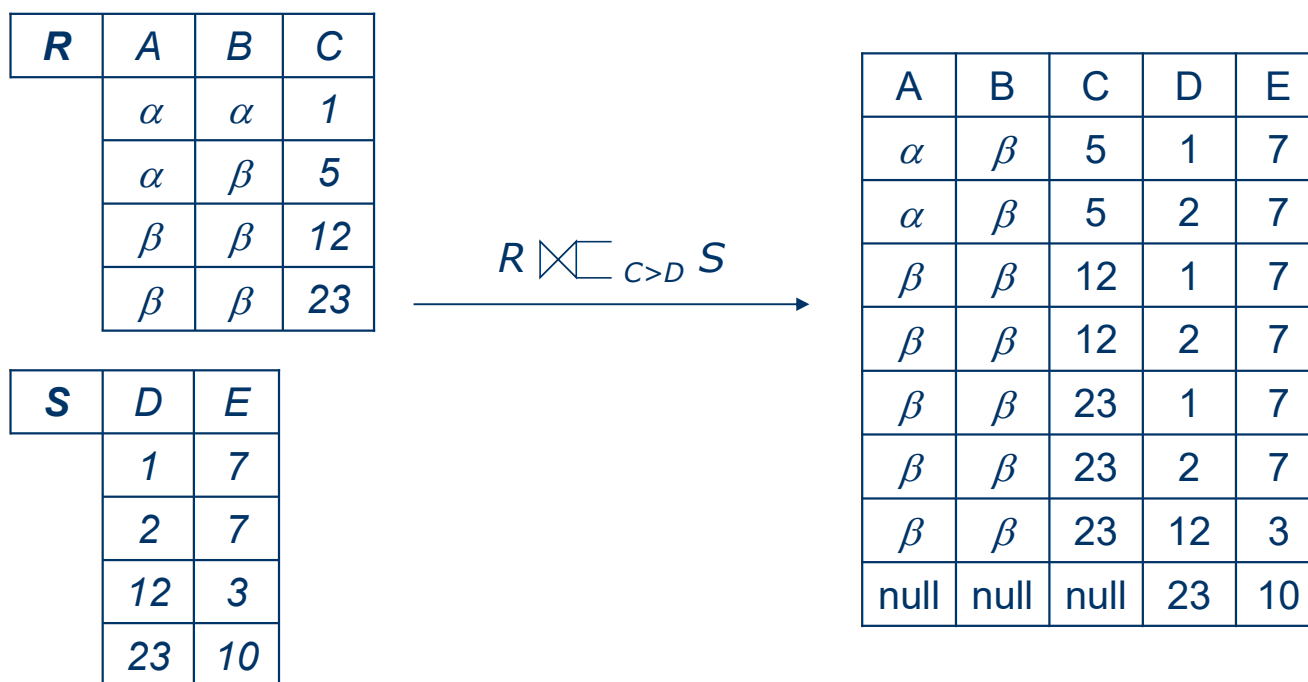 R A B C
α α 1
α β 5
β β 12
β β 23
S D E
1 7
2 7
12 3
23 10
R ⟖ C>D S
A B C D E
α β 5 1 7
α β 5 2 7
β β 12 1 7
β β 12 2 7
β β 23 1 7
β β 23 2 7
β β 23 12 3
null null null 23 10